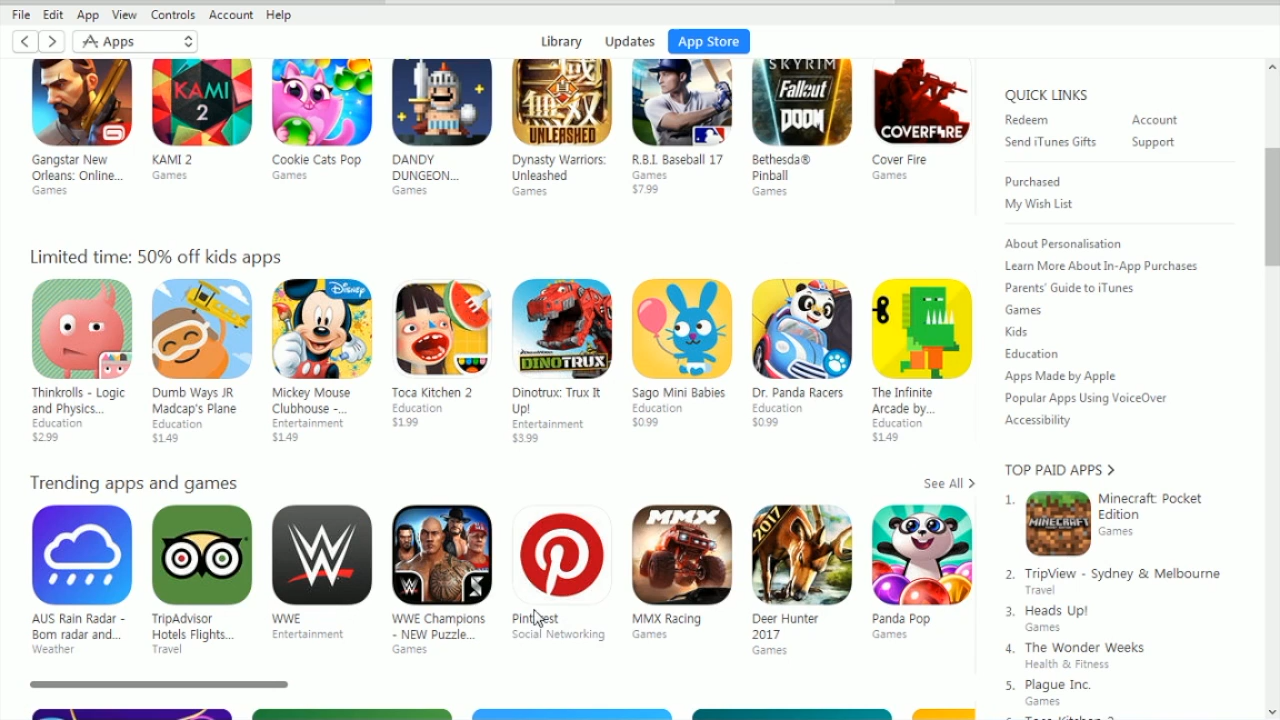 File Edit App View Controls Account Help
Apps
Library Updates App Store
KAMI 2
UNLEASHED
SKYRIM
Fallout
DOOM
COVERFIRE
Gangstar New
Orleans: Online...
Games
KAMI 2
Games
Cookie Cats Pop
Games
DANDY
DUNGEON...
Games
Dynasty Warriors:
Unleashed
Games
R.B.I. Baseball 17
Games
$7.99
Bethesda®
Pinball
Games
Cover Fire
Games
Limited time: 50% off kids apps
Disney
DINOTRUX
Thinkrolls - Logic
and Physics...
Education
$2.99
Dumb Ways JR
Madcap's Plane
Education
$1.49
Mickey Mouse
Clubhouse -...
Entertainment
$1.49
Toca Kitchen 2
Education
$1.99
Dinotrux: Trux It
Up!
Entertainment
$3.99
Sago Mini Babies
Education
$0.99
Dr. Panda Racers
Education
$0.99
The Infinite
Arcade by...
Education
$1.49
Trending apps and games
See All
MMX
2017
AUS Rain Radar -
Bom radar and...
Weather
TripAdvisor
Hotels Flights...
Travel
WWE
Entertainment
WWE Champions
- NEW Puzzle...
Games
Pinterest
Social Networking
MMX Racing
Games
Deer Hunter
2017
Games
Panda Pop
Games
QUICK LINKS
Redeem Account
Send iTunes Gifts Support
Purchased
My Wish List
About Personalisation
Learn More About In-App Purchases
Parents' Guide to iTunes
Games
Kids
Education
Apps Made by Apple
Popular Apps Using VoiceOver
Accessibility
TOP PAID APPS
1. Minecraft: Pocket
Edition
Games
MINECRAFT
2. TripView - Sydney & Melbourne
Travel
3. Heads Up!
Games
4. The Wonder Weeks
Health & Fitness
5. Plague Inc.
Games
6. Toca Kitchen 2